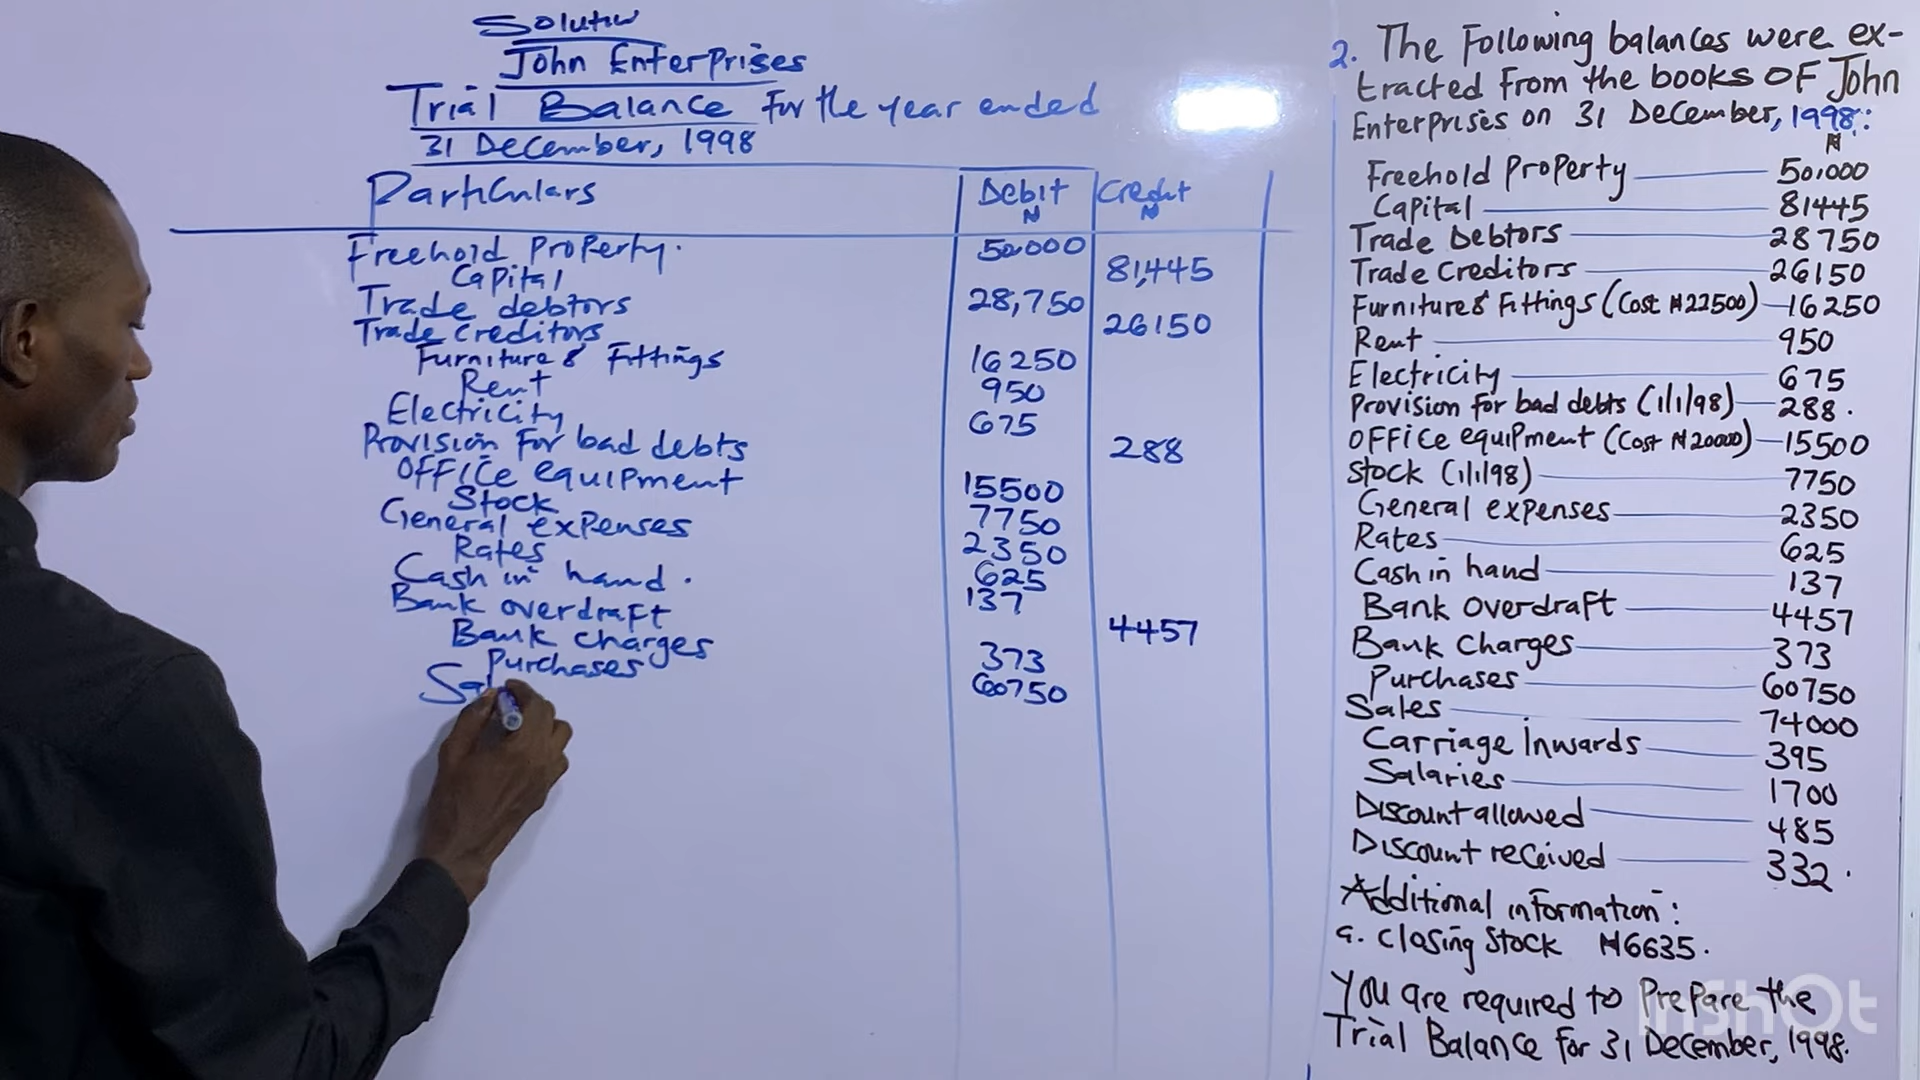 Solution
John Enterprises
Trial Balance for the year ended
31 December, 1998
Particulars Debit Credit
₦ ₦
Freehold Property. 50,000
Capital 81,445
Trade debtors 28,750
Trade Creditors 26150
Furniture & Fittings 16250
Rent 950
Electricity 675
Provision for bad debts 288
Office equipment 15500
Stock 7750
General expenses 2350
Rates 625
Cash in hand. 137
Bank overdraft 4457
Bank charges 373
Purchases 60750
Sal
2. The Following balances were ex-
tracted from the books of John
Enterprises on 31 December, 1998:
₦
Freehold Property 50,000
Capital 81445
Trade Debtors 28750
Trade Creditors 26150
Furniture & Fittings (Cost ₦22500) 16250
Rent 950
Electricity 675
Provision for bad debts (1/1/98) 288.
Office equipment (Cost ₦20000) 15500
Stock (1/1/98) 7750
General expenses 2350
Rates 625
Cash in hand 137
Bank Overdraft 4457
Bank Charges 373
Purchases 60750
Sales 74000
Carriage Inwards 395
Salaries 1700
Discount allowed 485
Discount received 332.
Additional information:
a. Closing Stock ₦6635.
You are required to prepare the
Trial Balance for 31 December, 1998.
InShOt